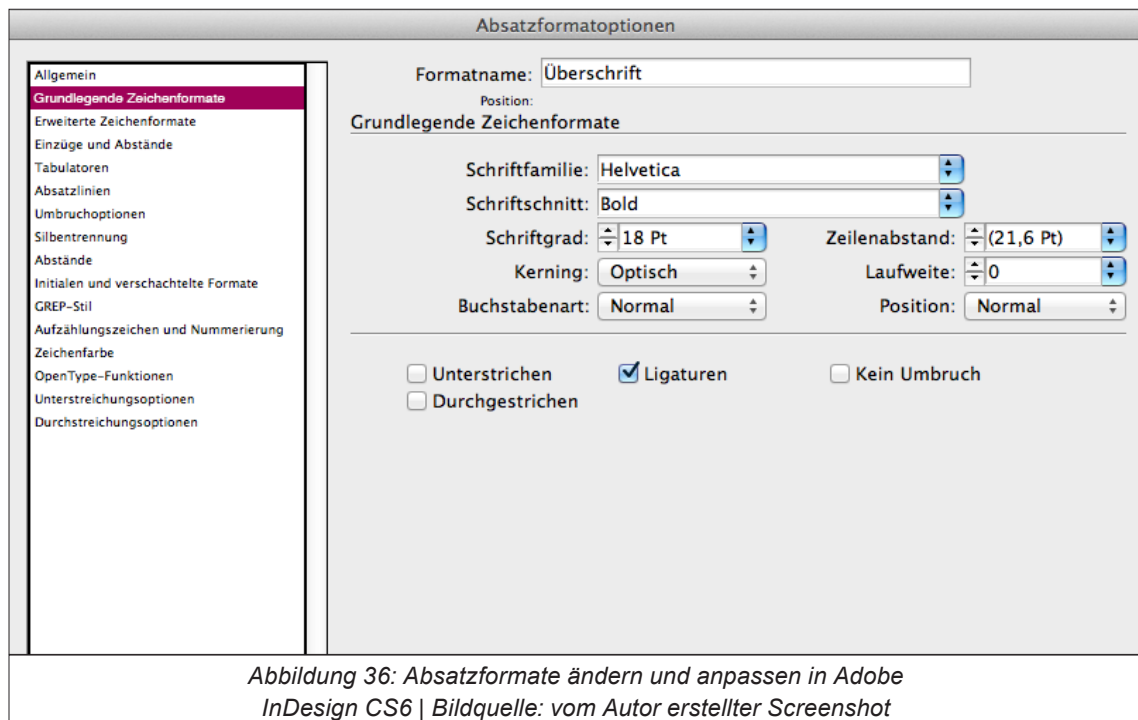 Absatzformatoptionen
Allgemein
Grundlegende Zeichenformate
Erweiterte Zeichenformate
Einzüge und Abstände
Tabulatoren
Absatzlinien
Umbruchoptionen
Silbentrennung
Abstände
Initialen und verschachtelte Formate
GREP-Stil
Aufzählungszeichen und Nummerierung
Zeichenfarbe
OpenType-Funktionen
Unterstreichungsoptionen
Durchstreichungsoptionen
Formatname: Überschrift
Position:
Grundlegende Zeichenformate
Schriftfamilie: Helvetica
Schriftschnitt: Bold
Schriftgrad: 18 Pt Zeilenabstand: (21,6 Pt)
Kerning: Optisch Laufweite: 0
Buchstabenart: Normal Position: Normal
Unterstrichen Ligaturen Kein Umbruch
Durchgestrichen
Abbildung 36: Absatzformate ändern und anpassen in Adobe
InDesign CS6 | Bildquelle: vom Autor erstellter Screenshot